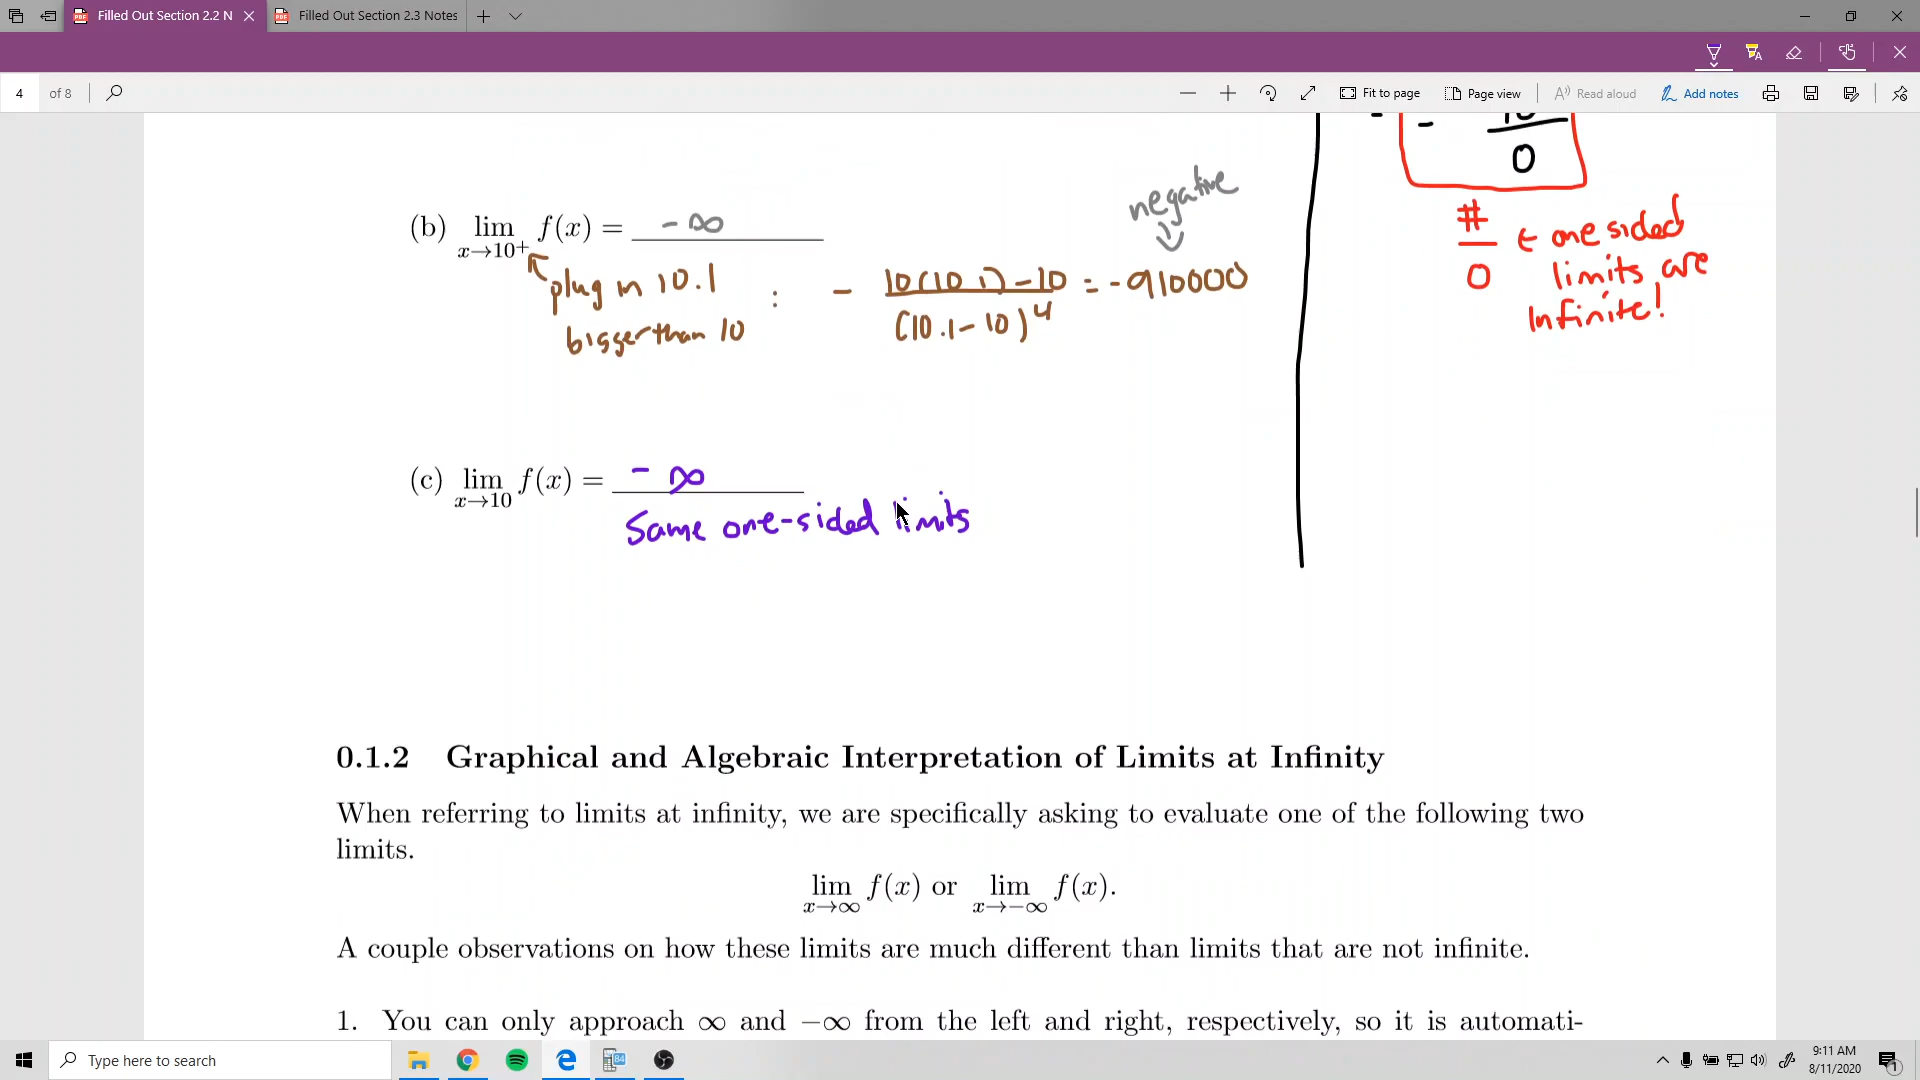 Filled Out Section 2.2 N
Filled Out Section 2.3 Notes
4 of 8
Fit to page
Page view
Read aloud
Add notes
0
negative
(b) lim f(x) = -∞
x→10+
plug in 10.1 : - 10(10.1)-10 = -910000
bigger than 10
(10.1-10)^4
#
0
← one sided
limits are
Infinite!
(c) lim f(x) = -∞
x→10
Same one-sided limits
0.1.2 Graphical and Algebraic Interpretation of Limits at Infinity
When referring to limits at infinity, we are specifically asking to evaluate one of the following two
limits.
lim f(x) or lim f(x).
x→∞ x→−∞
A couple observations on how these limits are much different than limits that are not infinite.
1. You can only approach ∞ and −∞ from the left and right, respectively, so it is automati-
Type here to search
9:11 AM
8/11/2020